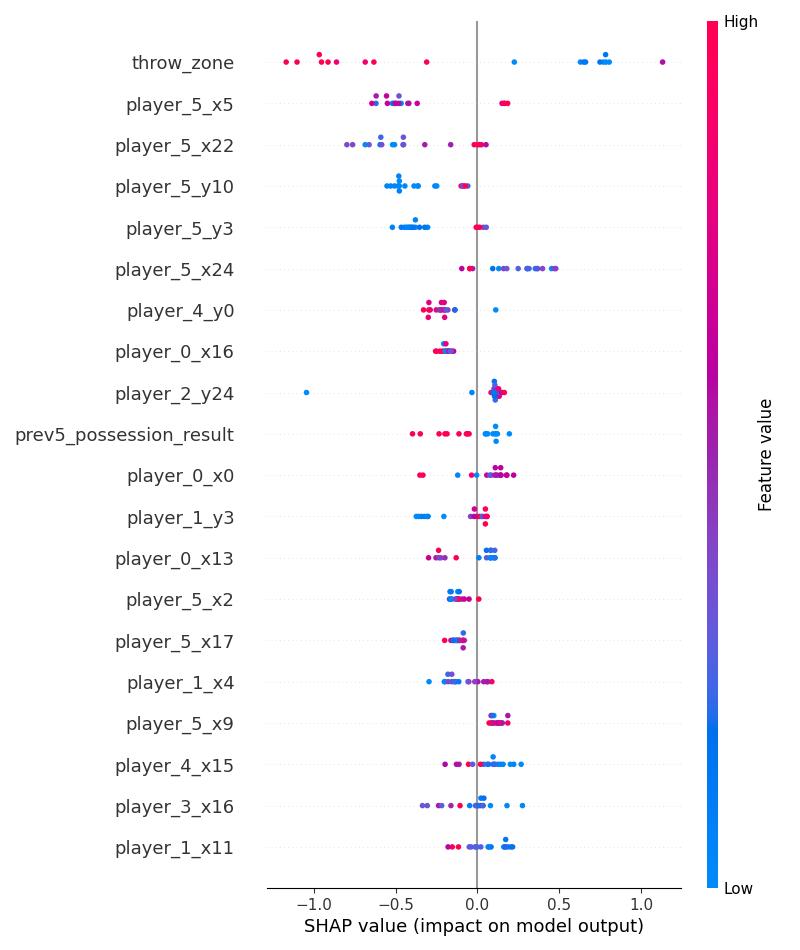 High
throw_zone
player_5_x5
player_5_x22
player_5_y10
player_5_y3
player_5_x24
player_4_y0
player_0_x16
player_2_y24
prev5_possession_result
player_0_x0
player_1_y3
player_0_x13
player_5_x2
player_5_x17
player_1_x4
player_5_x9
player_4_x15
player_3_x16
player_1_x11
Feature value
Low
−1.0 −0.5 0.0 0.5 1.0
SHAP value (impact on model output)